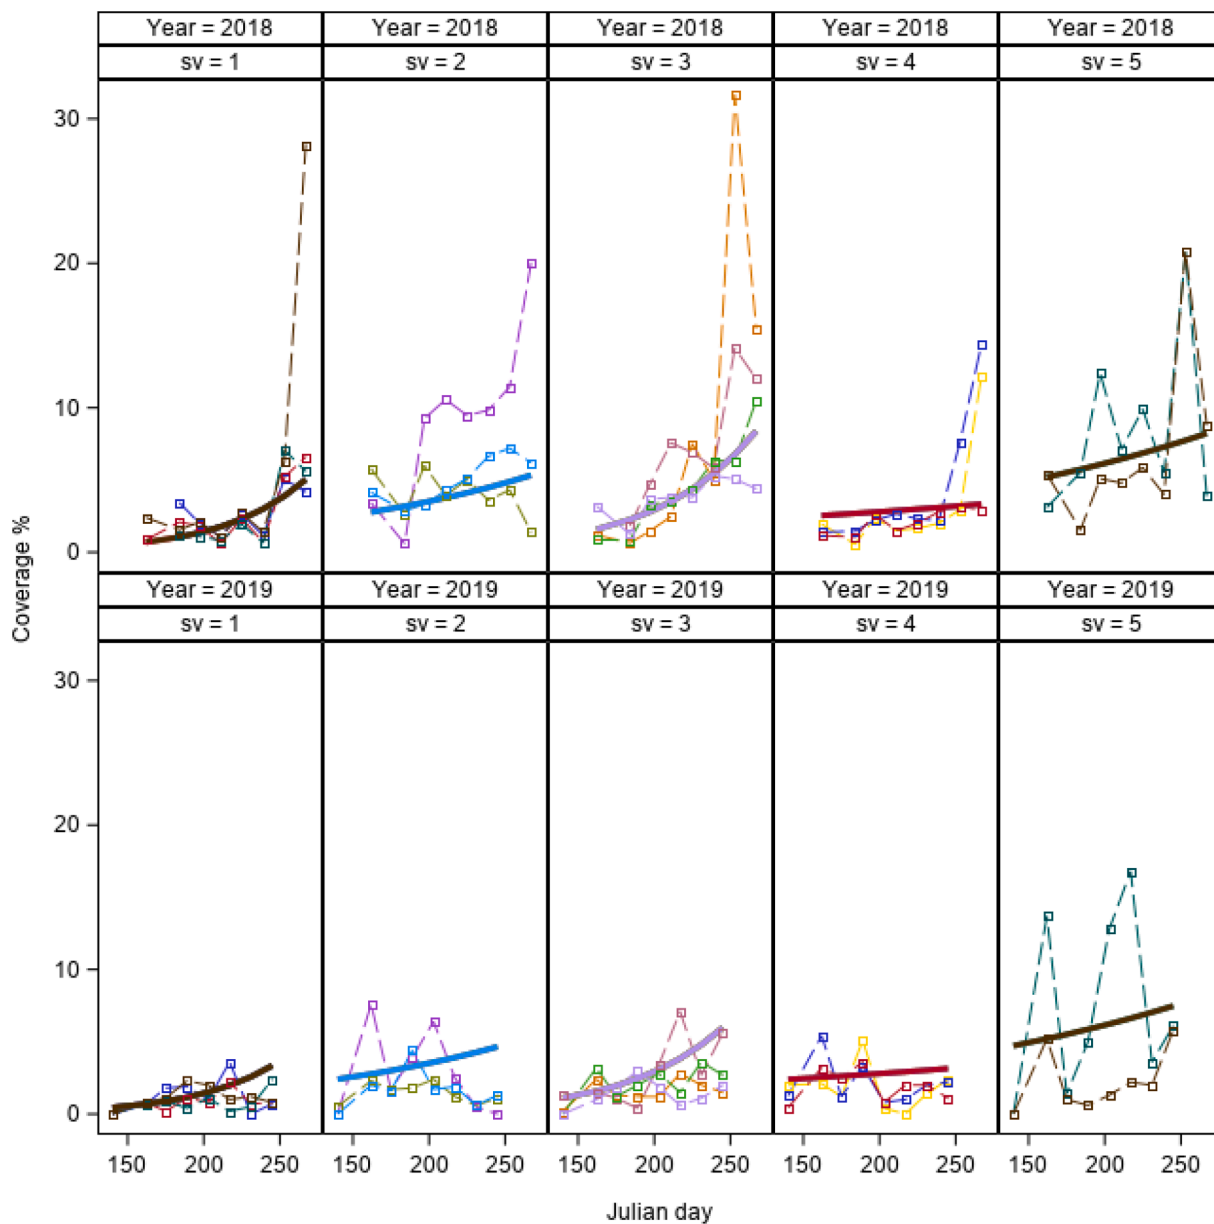 Year = 2018 Year = 2018 Year = 2018 Year = 2018 Year = 2018
sv = 1 sv = 2 sv = 3 sv = 4 sv = 5
30
20
10
0
Coverage %
Year = 2019 Year = 2019 Year = 2019 Year = 2019 Year = 2019
sv = 1 sv = 2 sv = 3 sv = 4 sv = 5
30
20
10
0
150 200 250 150 200 250 150 200 250 150 200 250 150 200 250
Julian day